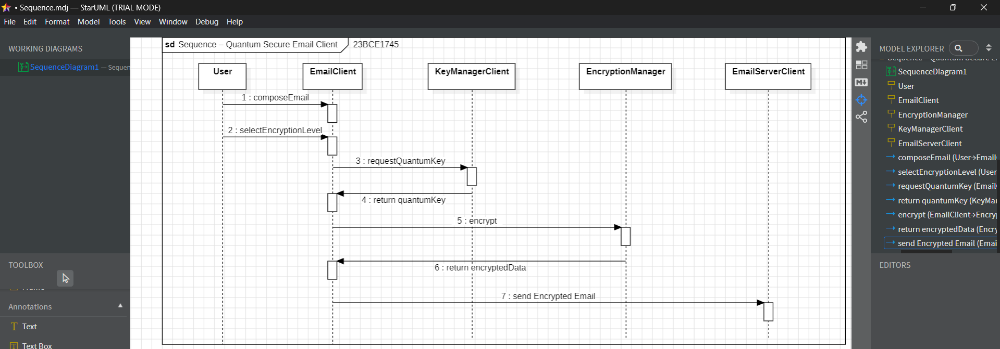 • Sequence.mdj — StarUML (TRIAL MODE)
File Edit Format Model Tools View Window Debug Help
WORKING DIAGRAMS
SequenceDiagram1 — Sequen
TOOLBOX
Annotations
Text
Text Box
sd Sequence – Quantum Secure Email Client 23BCE1745
User EmailClient KeyManagerClient EncryptionManager EmailServerClient
1 : composeEmail
2 : selectEncryptionLevel
3 : requestQuantumKey
4 : return quantumKey
5 : encrypt
6 : return encryptedData
7 : send Encrypted Email
MODEL EXPLORER
SequenceDiagram1
User
EmailClient
EncryptionManager
KeyManagerClient
EmailServerClient
composeEmail (User→Email
selectEncryptionLevel (User
requestQuantumKey (Email
return quantumKey (KeyMa
encrypt (EmailClient→Encry
return encryptedData (Encry
send Encrypted Email (Emai
EDITORS